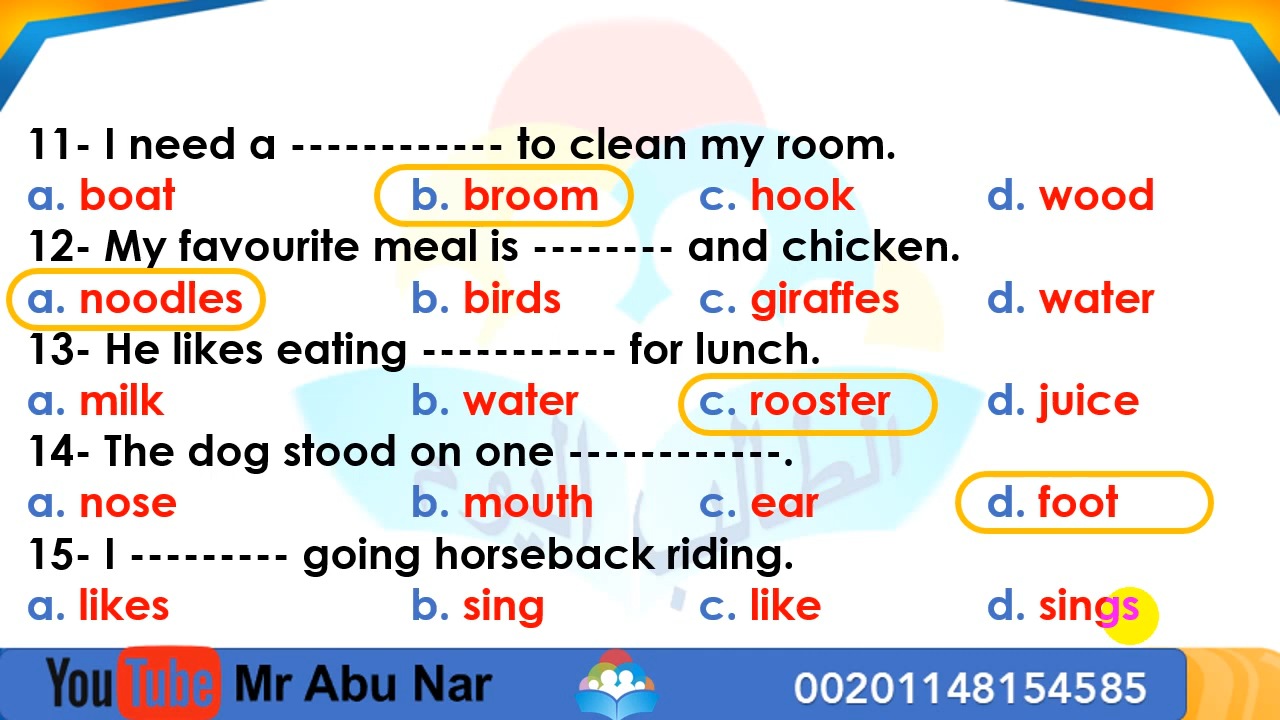 11- I need a ------------ to clean my room.
a. boat b. broom c. hook d. wood
12- My favourite meal is -------- and chicken.
a. noodles b. birds c. giraffes d. water
13- He likes eating ----------- for lunch.
a. milk b. water c. rooster d. juice
14- The dog stood on one ------------.
a. nose b. mouth c. ear d. foot
15- I --------- going horseback riding.
a. likes b. sing c. like d. sings
الطالب اليوم
YouTube Mr Abu Nar 00201148154585